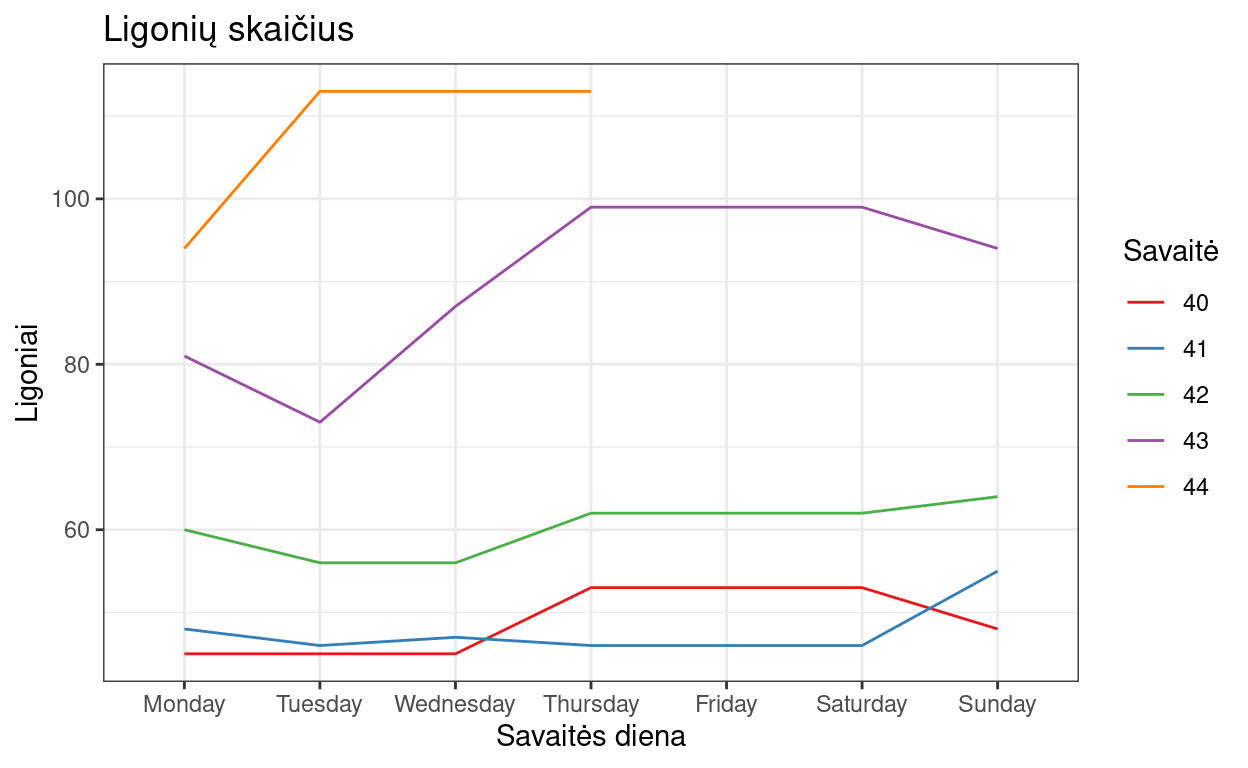 Ligonių skaičius
Ligoniai
100
80
60
Monday Tuesday Wednesday Thursday Friday Saturday Sunday
Savaitės diena
Savaitė
40
41
42
43
44